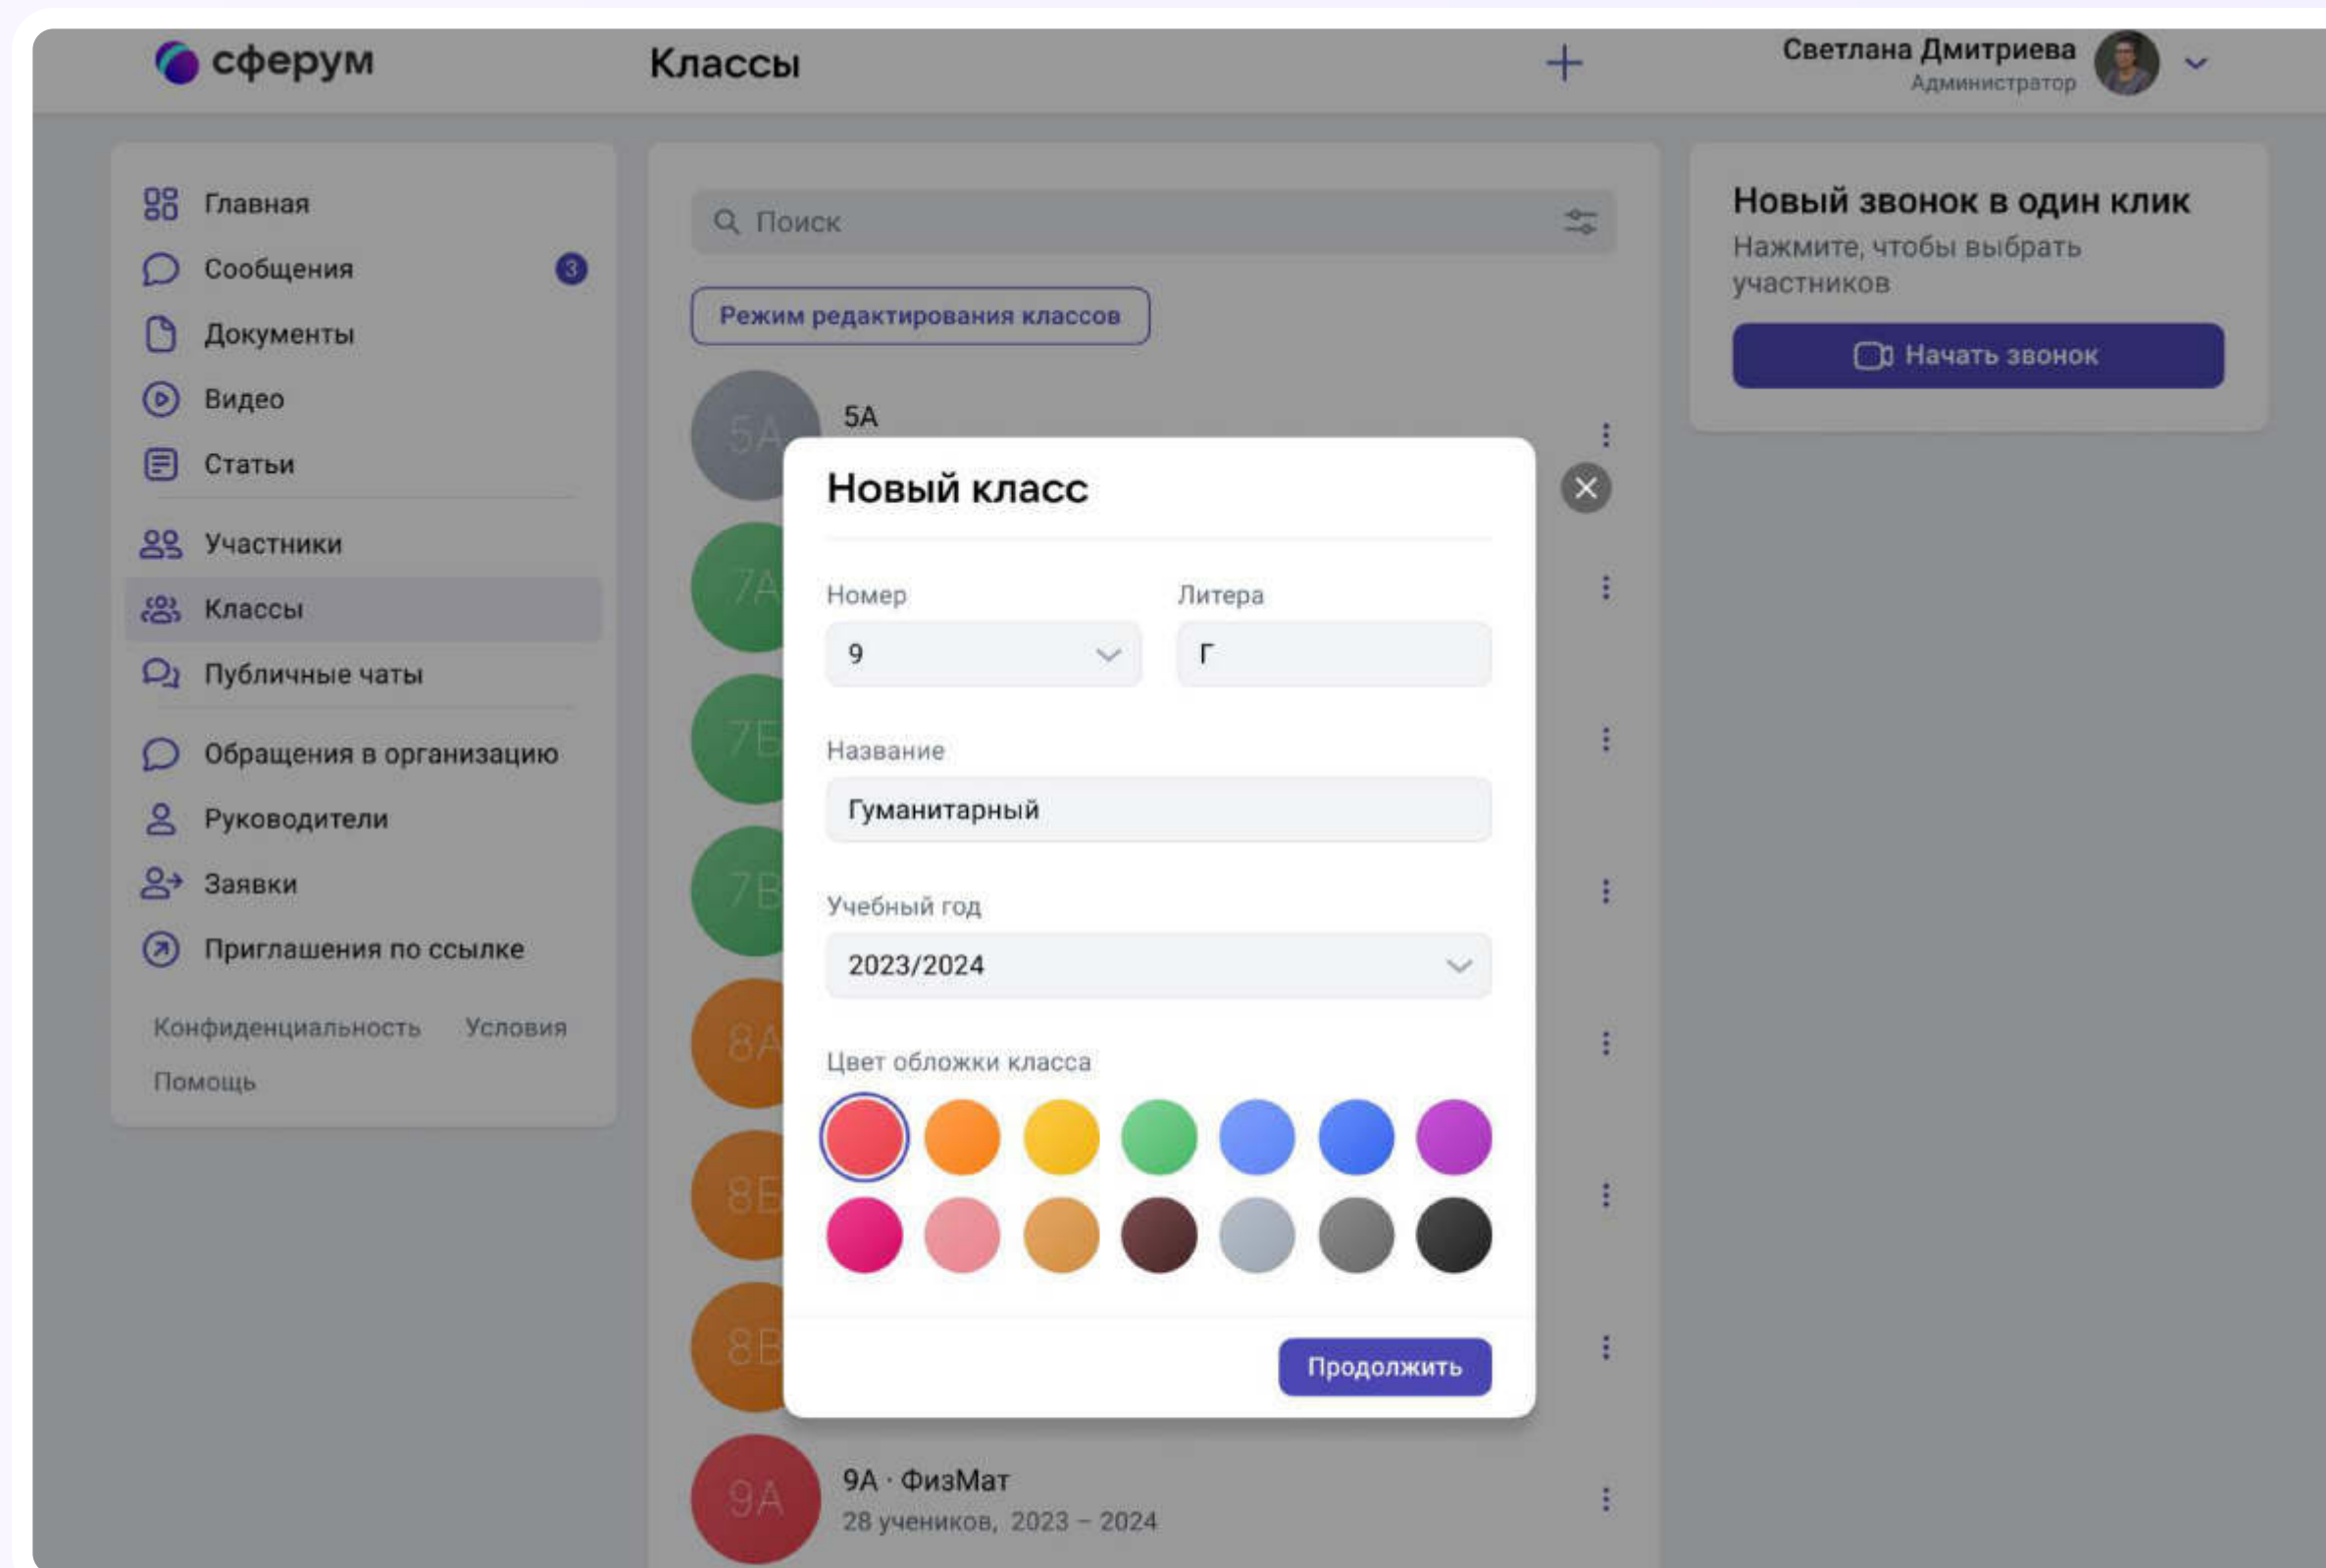 сферум
Классы
Светлана Дмитриева
Администратор
Главная
Сообщения 3
Документы
Видео
Статьи
Участники
Классы
Публичные чаты
Обращения в организацию
Руководители
Заявки
Приглашения по ссылке
Конфиденциальность Условия
Помощь
Поиск
Режим редактирования классов
5А 5А
7А
7Б
7В
8А
8Б
8В
9А 9А · ФизМат
28 учеников, 2023 – 2024
Новый класс
Номер Литера
9 Г
Название
Гуманитарный
Учебный год
2023/2024
Цвет обложки класса
Продолжить
Новый звонок в один клик
Нажмите, чтобы выбрать
участников
Начать звонок